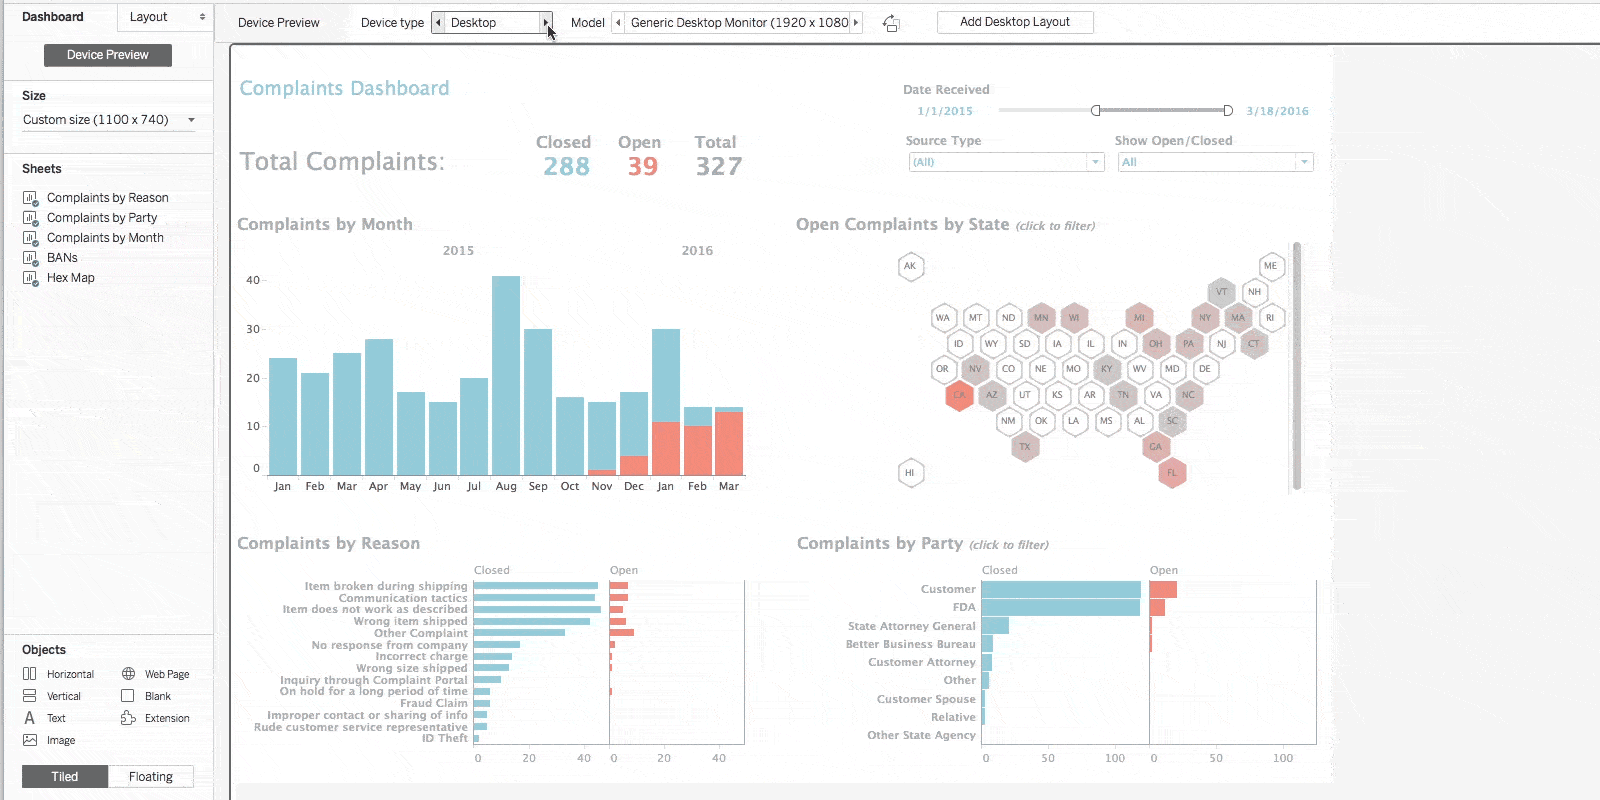 Dashboard
Layout
Device Preview
Size
Custom size (1100 x 740)
Sheets
Complaints by Reason
Complaints by Party
Complaints by Month
BANs
Hex Map
Objects
Horizontal
Web Page
Vertical
Blank
Text
Extension
Image
Tiled
Floating
Device Preview
Device type
Desktop
Model
Generic Desktop Monitor (1920 x 1080
Add Desktop Layout
Complaints Dashboard
Date Received
1/1/2015
3/18/2016
Source Type
(All)
Show Open/Closed
All
Total Complaints:
Closed Open Total
288 39 327
Complaints by Month
2015 2016
40
30
20
10
0
Jan Feb Mar Apr May Jun Jul Aug Sep Oct Nov Dec Jan Feb Mar
Open Complaints by State (click to filter)
AK ME
VT NH
WA MT ND MN WI MI NY MA RI
ID WY SD IA IL IN OH PA NJ CT
OR NV CO NE MO KY WV MD DE
CA AZ UT KS AR TN VA NC
NM OK LA MS AL SC
TX GA
HI FL
Complaints by Reason
Closed Open
Item broken during shipping
Communication tactics
Item does not work as described
Wrong item shipped
Other Complaint
No response from company
Incorrect charge
Wrong size shipped
Inquiry through Complaint Portal
On hold for a long period of time
Fraud Claim
Improper contact or sharing of info
Rude customer service representative
ID Theft
0 20 40 0 20 40
Complaints by Party (click to filter)
Closed Open
Customer
FDA
State Attorney General
Better Business Bureau
Customer Attorney
Other
Customer Spouse
Relative
Other State Agency
0 50 100 0 50 100